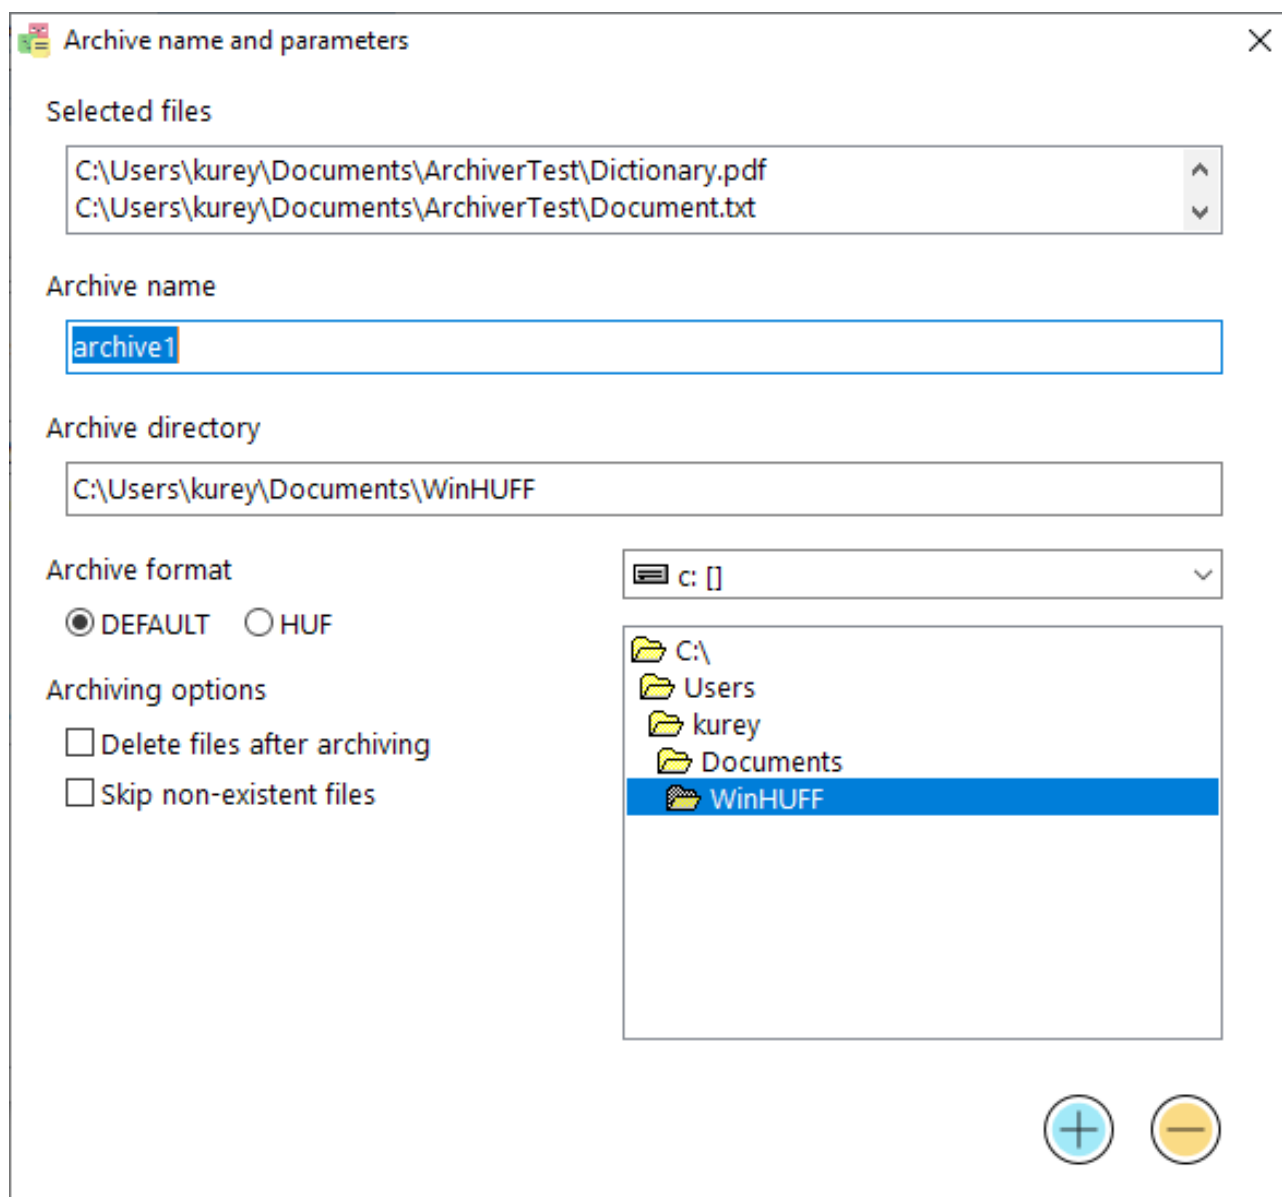 Archive name and parameters
Selected files
C:\Users\kurey\Documents\ArchiverTest\Dictionary.pdf
C:\Users\kurey\Documents\ArchiverTest\Document.txt
Archive name
archive1
Archive directory
C:\Users\kurey\Documents\WinHUFF
Archive format
DEFAULT HUF
Archiving options
Delete files after archiving
Skip non-existent files
c: []
C:\
Users
kurey
Documents
WinHUFF